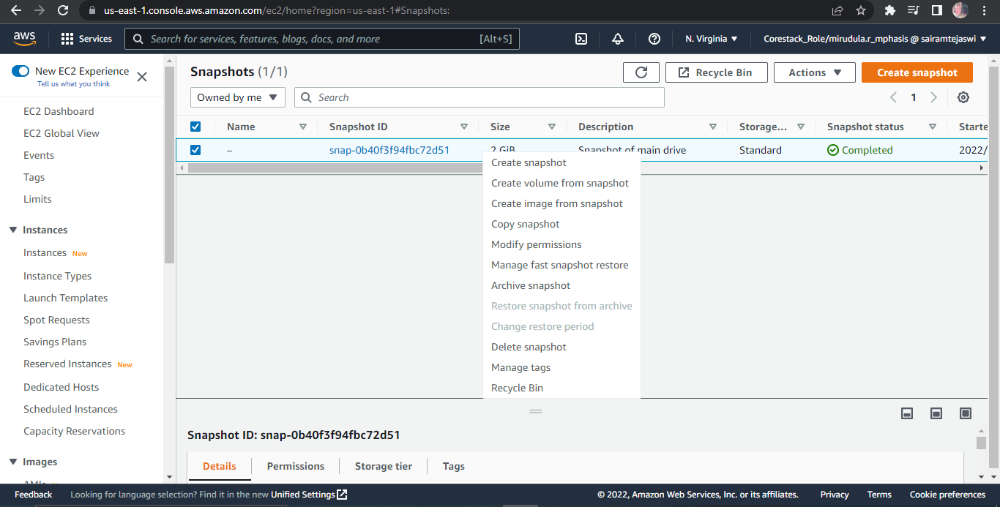 us-east-1.console.aws.amazon.com/ec2/home?region=us-east-1#Snapshots:
aws Services Search for services, features, blogs, docs, and more [Alt+S] N. Virginia Corestack_Role/mirudula.r_mphasis @ sairamtejaswi
New EC2 Experience
Tell us what you think
EC2 Dashboard
EC2 Global View
Events
Tags
Limits
Instances
Instances New
Instance Types
Launch Templates
Spot Requests
Savings Plans
Reserved Instances New
Dedicated Hosts
Scheduled Instances
Capacity Reservations
Images
Snapshots (1/1) Recycle Bin Actions Create snapshot
Owned by me Search 1
Name Snapshot ID Size Description Storage... Snapshot status Starte
– snap-0b40f3f94fbc72d51 2 GiB Snapshot of main drive Standard Completed 2022/
Create snapshot
Create volume from snapshot
Create image from snapshot
Copy snapshot
Modify permissions
Manage fast snapshot restore
Archive snapshot
Restore snapshot from archive
Change restore period
Delete snapshot
Manage tags
Recycle Bin
Snapshot ID: snap-0b40f3f94fbc72d51
Details Permissions Storage tier Tags
Feedback Looking for language selection? Find it in the new Unified Settings © 2022, Amazon Web Services, Inc. or its affiliates. Privacy Terms Cookie preferences